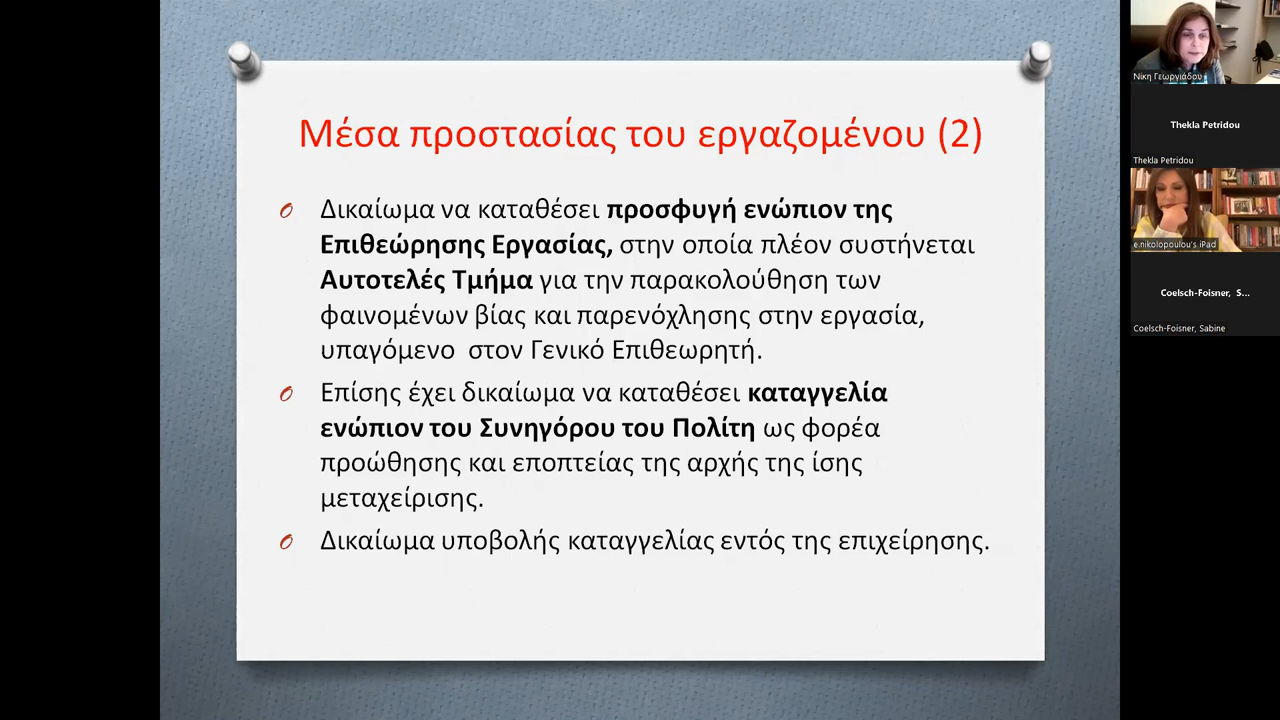 Μέσα προστασίας του εργαζομένου (2)
Ο Δικαίωμα να καταθέσει προσφυγή ενώπιον της
Επιθεώρησης Εργασίας, στην οποία πλέον συστήνεται
Αυτοτελές Τμήμα για την παρακολούθηση των
φαινομένων βίας και παρενόχλησης στην εργασία,
υπαγόμενο στον Γενικό Επιθεωρητή.
Ο Επίσης έχει δικαίωμα να καταθέσει καταγγελία
ενώπιον του Συνηγόρου του Πολίτη ως φορέα
προώθησης και εποπτείας της αρχής της ίσης
μεταχείρισης.
Ο Δικαίωμα υποβολής καταγγελίας εντός της επιχείρησης.
Νίκη Γεωργιάδου
Thekla Petridou
Thekla Petridou
e.nikolopoulou's iPad
Coelsch-Foisner, S...
Coelsch-Foisner, Sabine